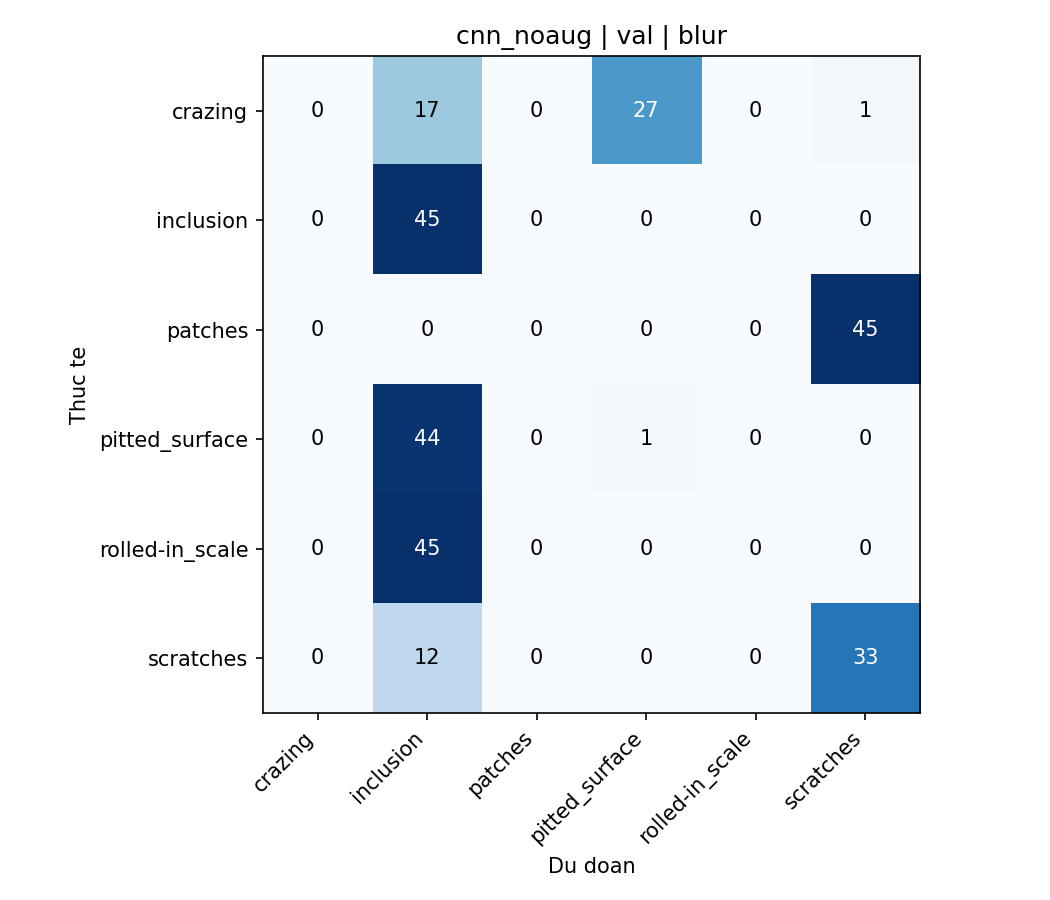 cnn_noaug | val | blur
crazing 0 17 0 27 0 1
inclusion 0 45 0 0 0 0
patches 0 0 0 0 0 45
pitted_surface 0 44 0 1 0 0
rolled-in_scale 0 45 0 0 0 0
scratches 0 12 0 0 0 33
Thuc te
crazing inclusion patches pitted_surface rolled-in_scale scratches
Du doan